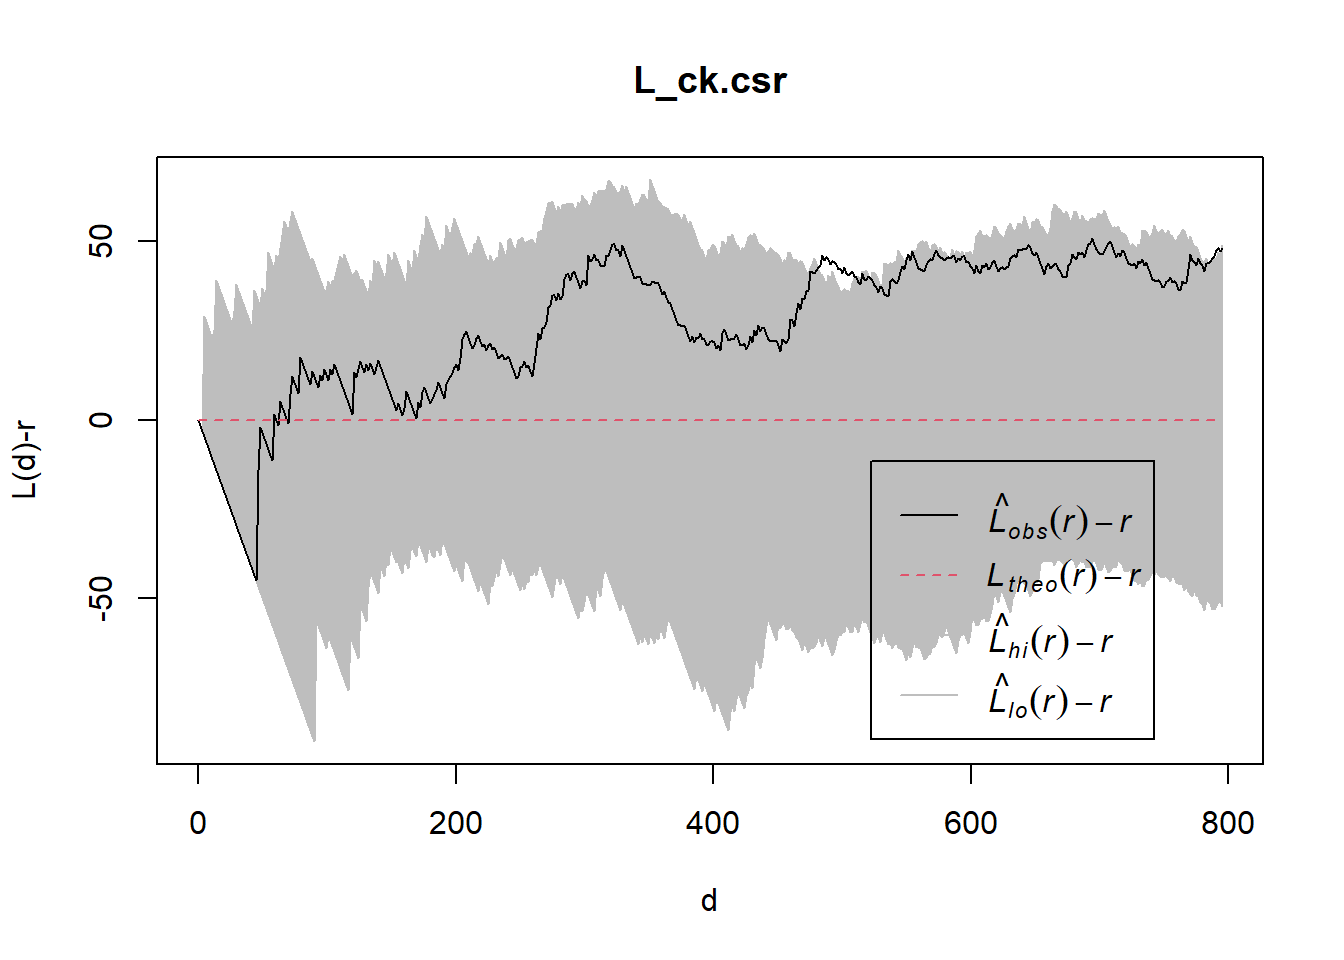 L_ck.csr
L(d)-r
50
0
-50
0 200 400 600 800
d
L̂obs(r) − r
Ltheo(r) − r
L̂hi(r) − r
L̂lo(r) − r